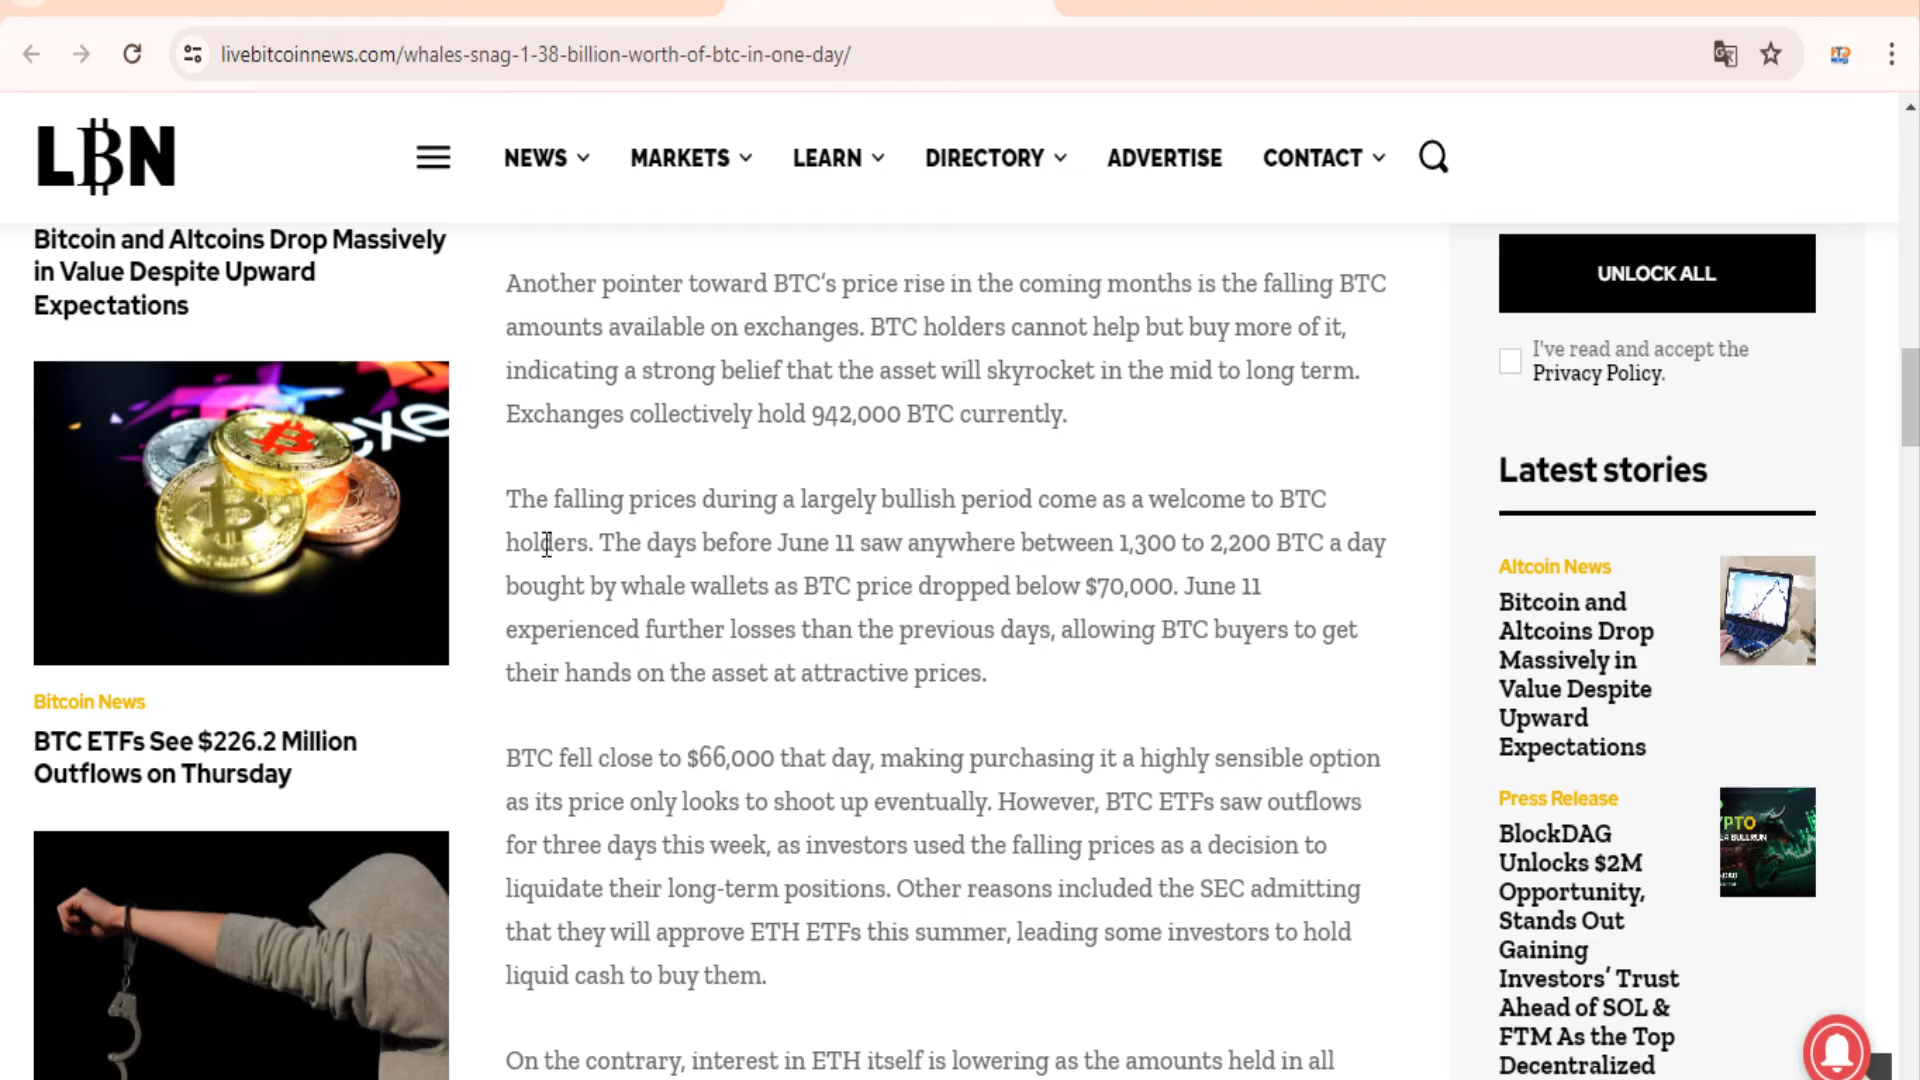 livebitcoinnews.com/whales-snag-1-38-billion-worth-of-btc-in-one-day/
LBN
NEWS
MARKETS
LEARN
DIRECTORY
ADVERTISE
CONTACT
Bitcoin and Altcoins Drop Massively
in Value Despite Upward
Expectations
exe
Bitcoin News
BTC ETFs See $226.2 Million
Outflows on Thursday
Another pointer toward BTC’s price rise in the coming months is the falling BTC
amounts available on exchanges. BTC holders cannot help but buy more of it,
indicating a strong belief that the asset will skyrocket in the mid to long term.
Exchanges collectively hold 942,000 BTC currently.
The falling prices during a largely bullish period come as a welcome to BTC
holders. The days before June 11 saw anywhere between 1,300 to 2,200 BTC a day
bought by whale wallets as BTC price dropped below $70,000. June 11
experienced further losses than the previous days, allowing BTC buyers to get
their hands on the asset at attractive prices.
BTC fell close to $66,000 that day, making purchasing it a highly sensible option
as its price only looks to shoot up eventually. However, BTC ETFs saw outflows
for three days this week, as investors used the falling prices as a decision to
liquidate their long-term positions. Other reasons included the SEC admitting
that they will approve ETH ETFs this summer, leading some investors to hold
liquid cash to buy them.
On the contrary, interest in ETH itself is lowering as the amounts held in all
UNLOCK ALL
I've read and accept the
Privacy Policy.
Latest stories
Altcoin News
Bitcoin and
Altcoins Drop
Massively in
Value Despite
Upward
Expectations
Press Release
BlockDAG
Unlocks $2M
Opportunity,
Stands Out
Gaining
Investors’ Trust
Ahead of SOL &
FTM As the Top
Decentralized